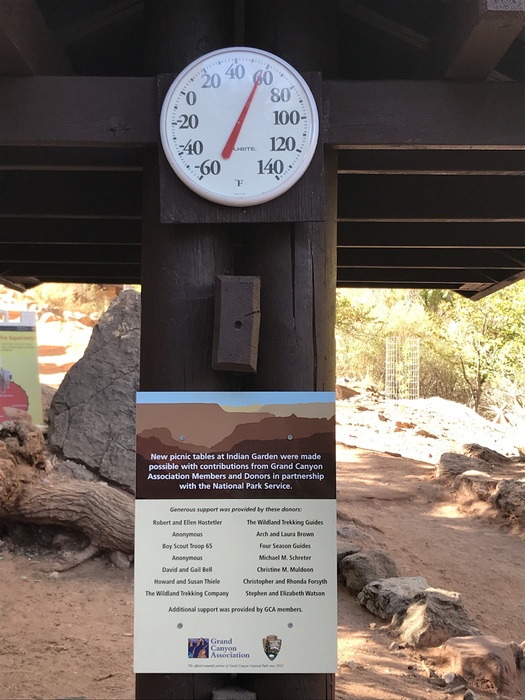 -60
-40
-20
0
20
40
60
80
100
120
140
°F
New picnic tables at Indian Garden were made
possible with contributions from Grand Canyon
Association Members and Donors in partnership
with the National Park Service.
Generous support was provided by these donors:
Robert and Ellen Hostetler
Anonymous
Boy Scout Troop 65
Anonymous
David and Gail Bell
Howard and Susan Thiele
The Wildland Trekking Company
The Wildland Trekking Guides
Arch and Laura Brown
Four Season Guides
Michael M. Schreter
Christine M. Muldoon
Christopher and Rhonda Forsyth
Stephen and Elizabeth Watson
Additional support was provided by GCA members.
Grand
Canyon
Association